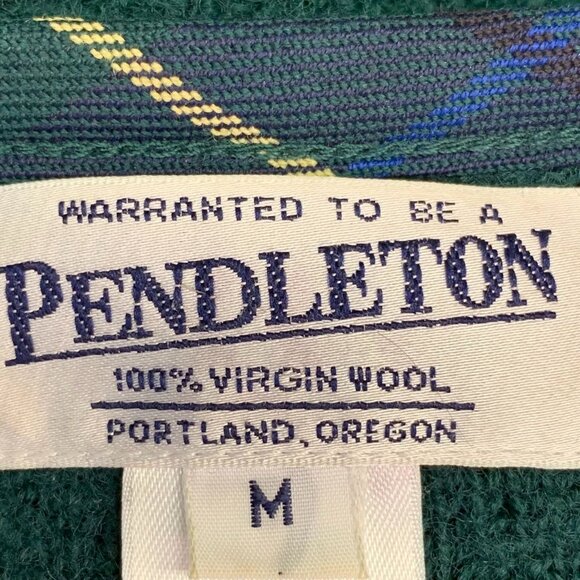 WARRANTED TO BE A
PENDLETON
100% VIRGIN WOOL
PORTLAND, OREGON
M